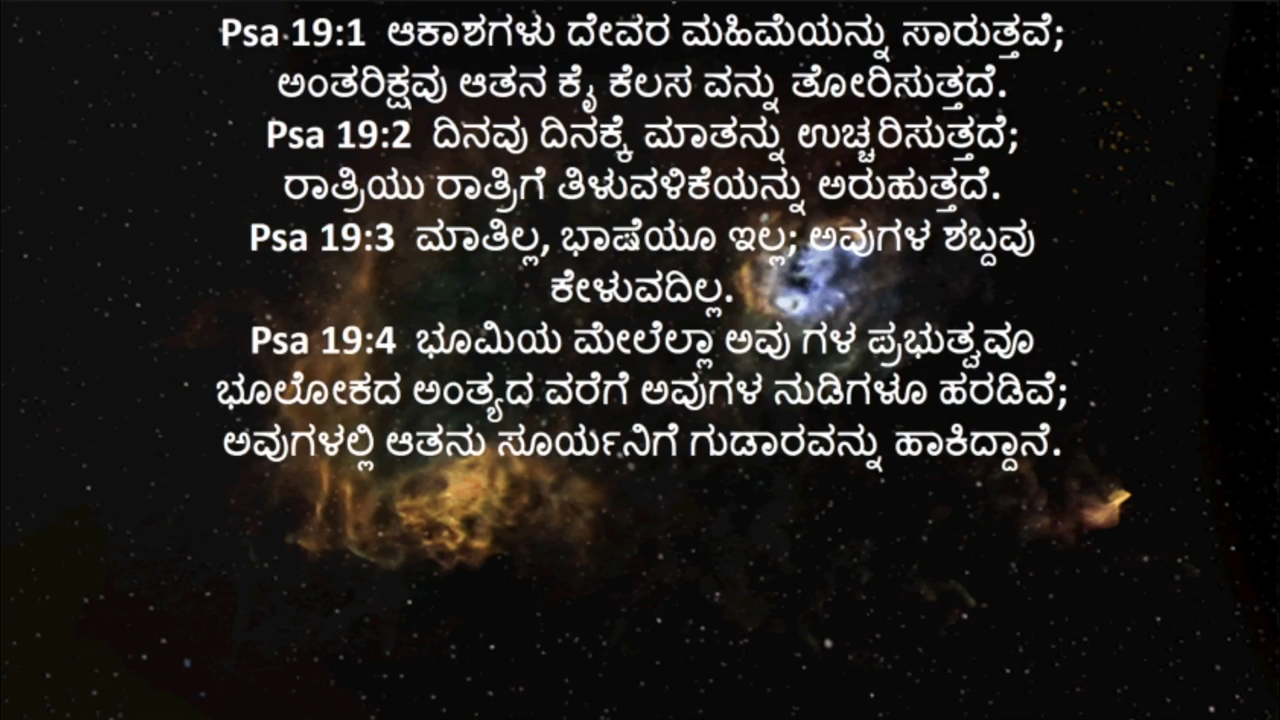 Psa 19:1 ಆಕಾಶಗಳು ದೇವರ ಮಹಿಮೆಯನ್ನು ಸಾರುತ್ತವೆ;
ಅಂತರಿಕ್ಷವು ಆತನ ಕೈ ಕೆಲಸ ವನ್ನು ತೋರಿಸುತ್ತದೆ.
Psa 19:2 ದಿನವು ದಿನಕ್ಕೆ ಮಾತನ್ನು ಉಚ್ಚರಿಸುತ್ತದೆ;
ರಾತ್ರಿಯು ರಾತ್ರಿಗೆ ತಿಳುವಳಿಕೆಯನ್ನು ಅರುಹುತ್ತದೆ.
Psa 19:3 ಮಾತಿಲ್ಲ, ಭಾಷೆಯೂ ಇಲ್ಲ; ಅವುಗಳ ಶಬ್ದವು
ಕೇಳುವದಿಲ್ಲ.
Psa 19:4 ಭೂಮಿಯ ಮೇಲೆಲ್ಲಾ ಅವು ಗಳ ಪ್ರಭುತ್ವವೂ
ಭೂಲೋಕದ ಅಂತ್ಯದ ವರೆಗೆ ಅವುಗಳ ನುಡಿಗಳೂ ಹರಡಿವೆ;
ಅವುಗಳಲ್ಲಿ ಆತನು ಸೂರ್ಯನಿಗೆ ಗುಡಾರವನ್ನು ಹಾಕಿದ್ದಾನೆ.